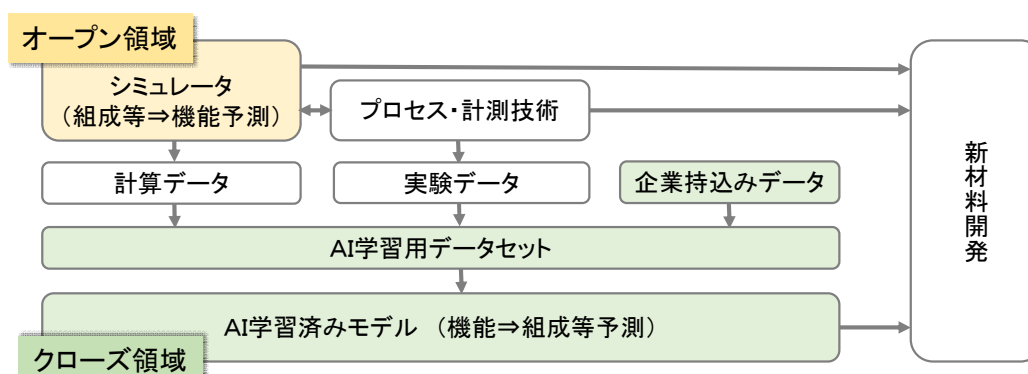 オープン領域
シミュレータ
（組成等⇒機能予測）
プロセス・計測技術
計算データ
実験データ
企業持込みデータ
AI学習用データセット
AI学習済みモデル （機能⇒組成等予測）
クローズ領域
新材料開発